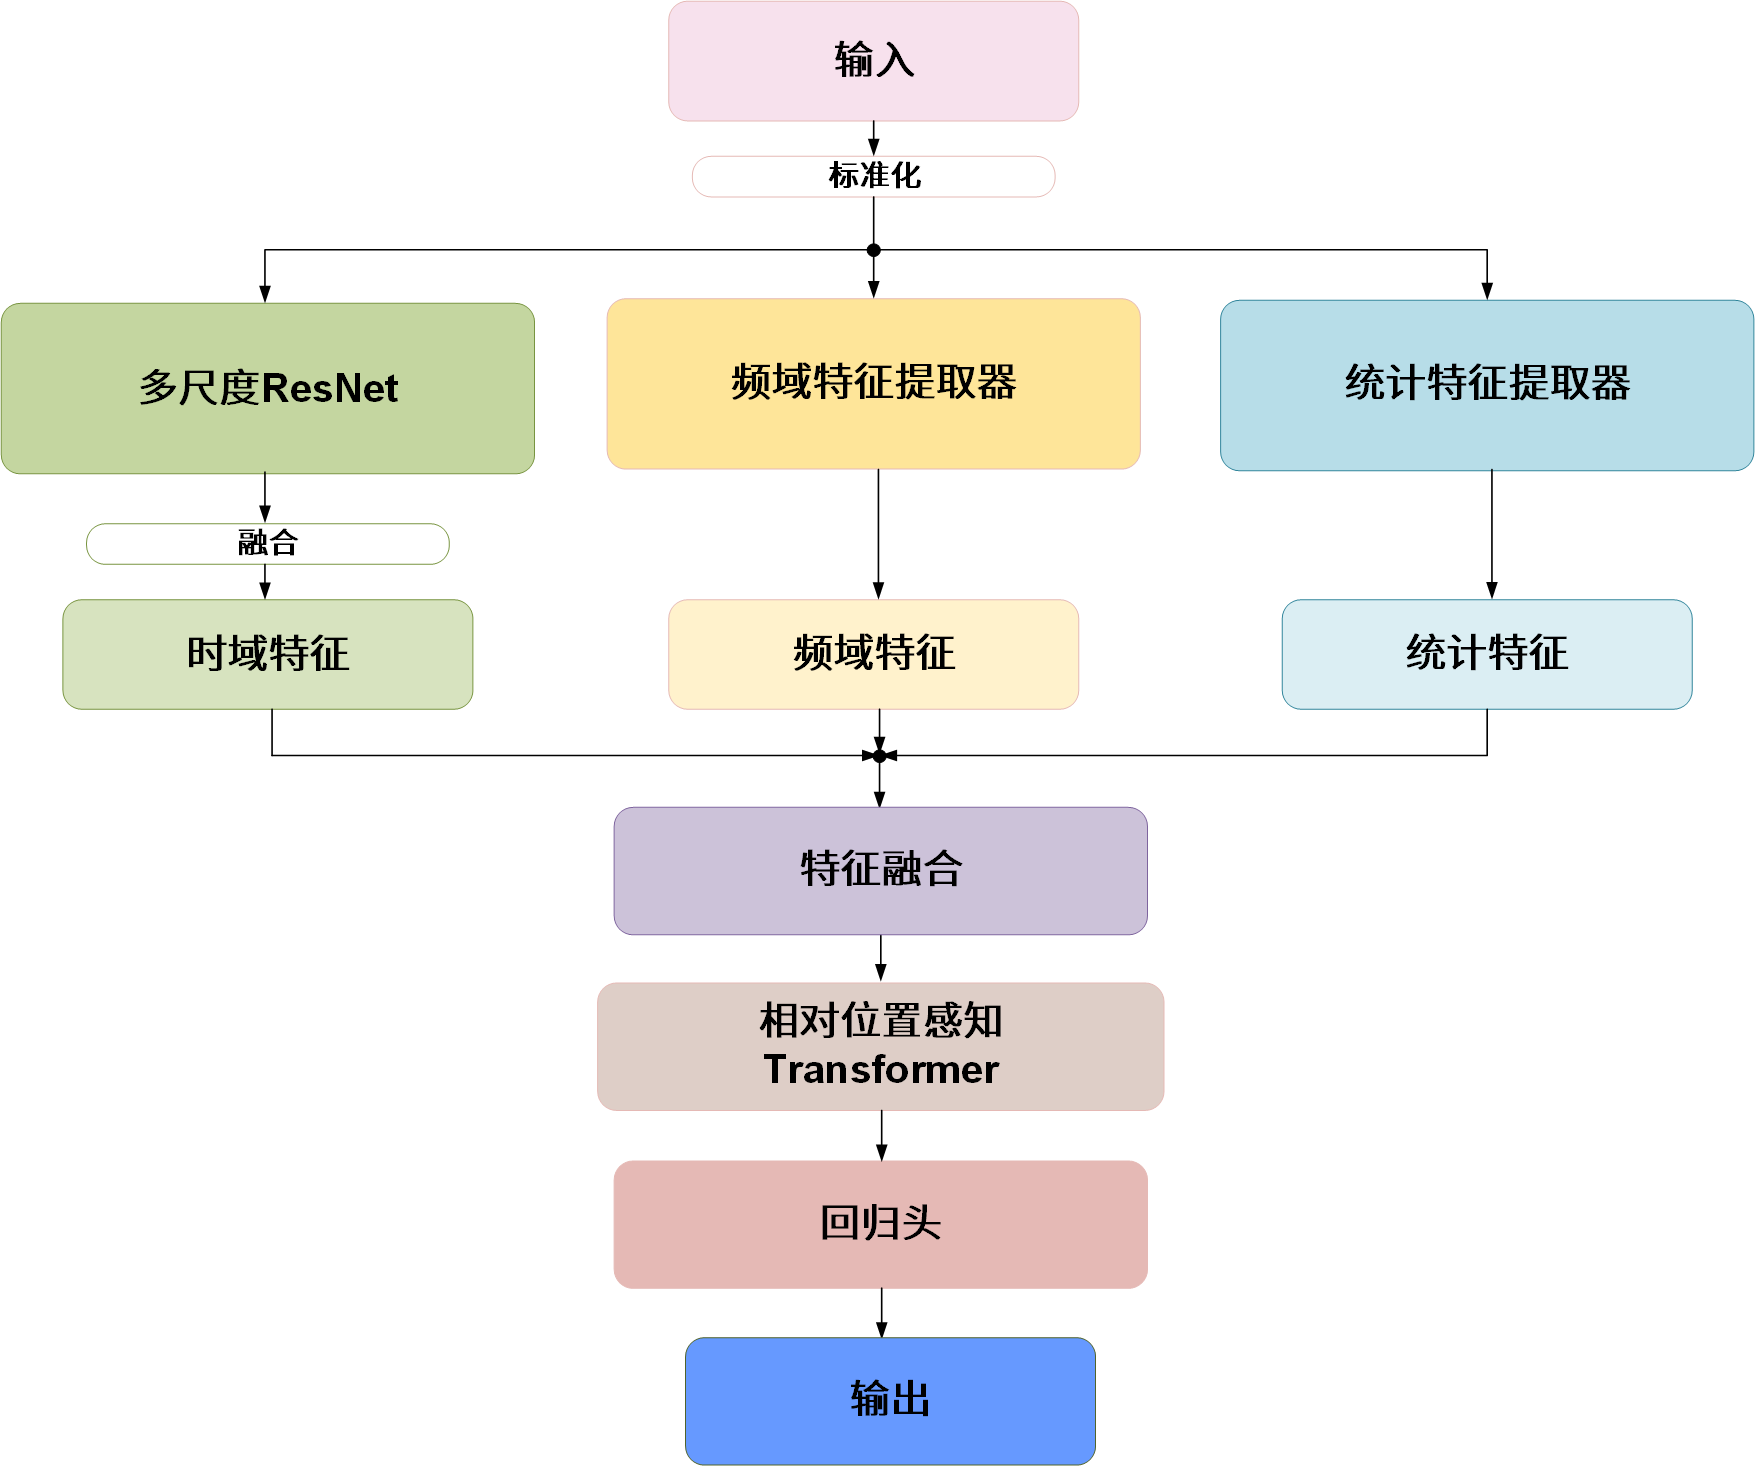 输入
标准化
多尺度ResNet
频域特征提取器
统计特征提取器
融合
时域特征
频域特征
统计特征
特征融合
相对位置感知
Transformer
回归头
输出